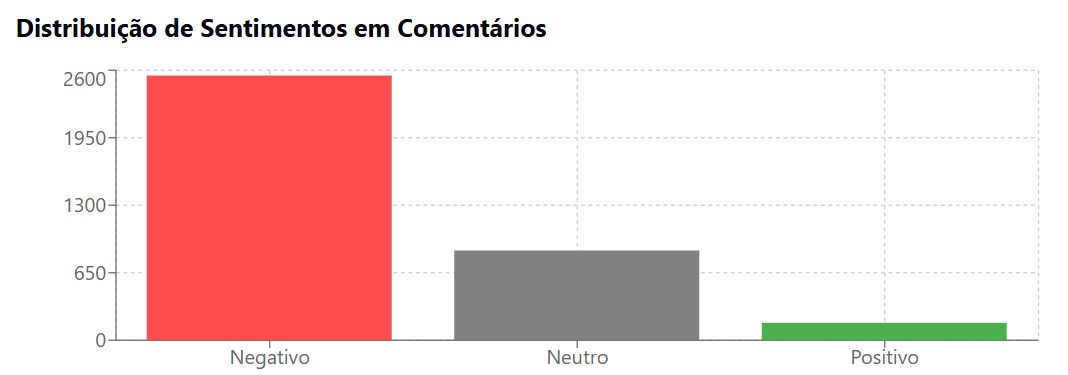 Distribuição de Sentimentos em Comentários
2600
1950
1300
650
0
Negativo Neutro Positivo